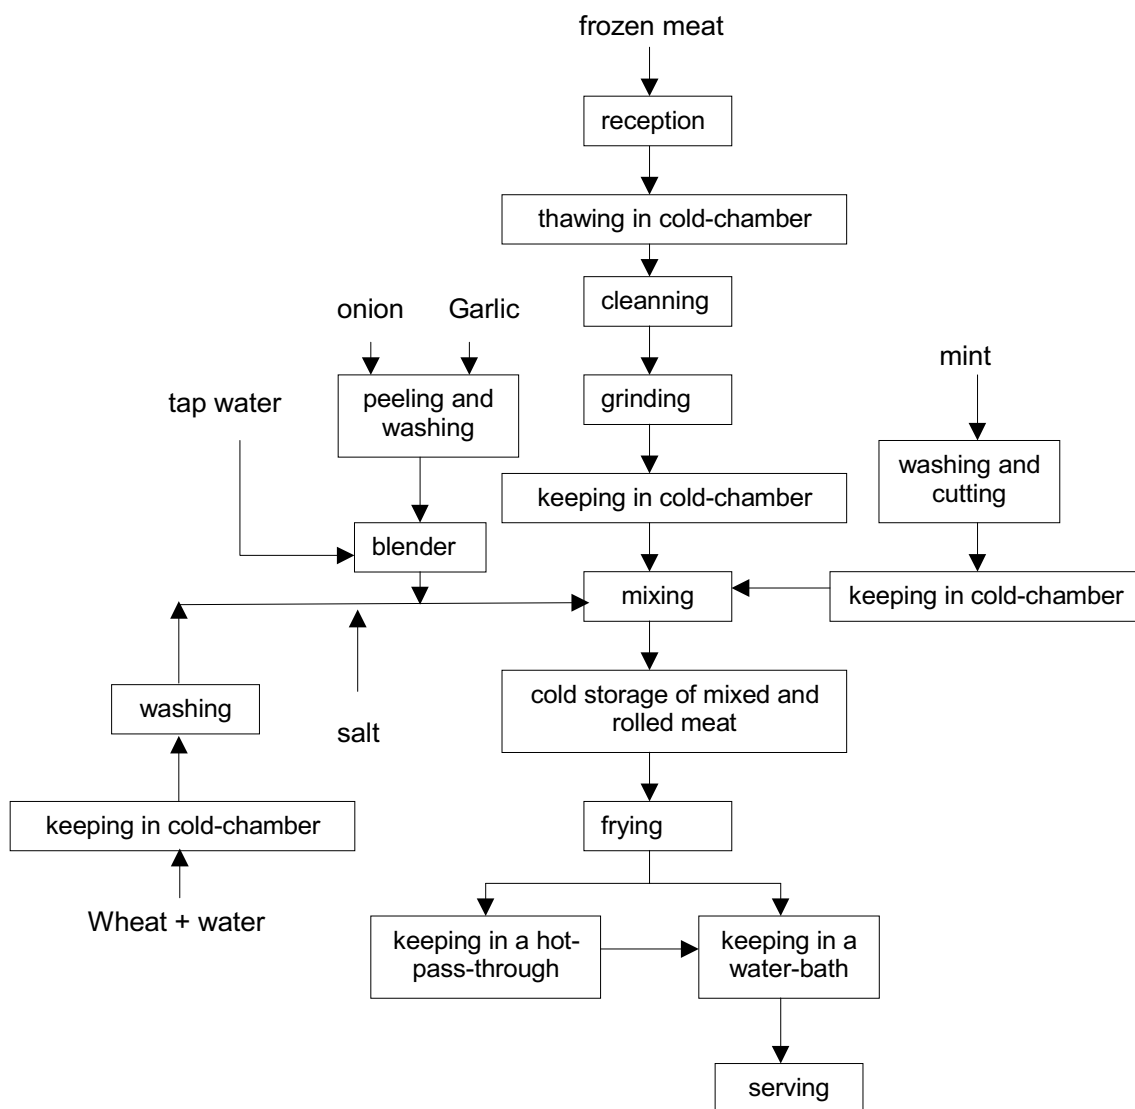 frozen meat
reception
thawing in cold-chamber
cleanning
onion
Garlic
mint
tap water
peeling and
washing
grinding
washing and
cutting
keeping in cold-chamber
blender
mixing
keeping in cold-chamber
washing
salt
cold storage of mixed and
rolled meat
keeping in cold-chamber
frying
Wheat + water
keeping in a hot-
pass-through
keeping in a
water-bath
serving